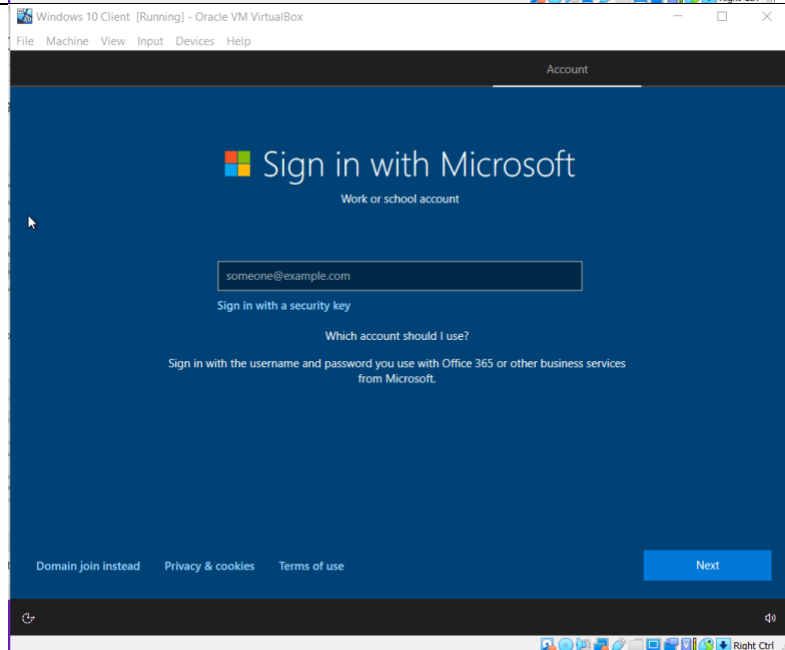 Right Ctrl
Windows 10 Client [Running] - Oracle VM VirtualBox
File Machine View Input Devices Help
Account
Sign in with Microsoft
Work or school account
someone@example.com
Sign in with a security key
Which account should I use?
Sign in with the username and password you use with Office 365 or other business services
from Microsoft.
Domain join instead Privacy & cookies Terms of use Next
Right Ctrl